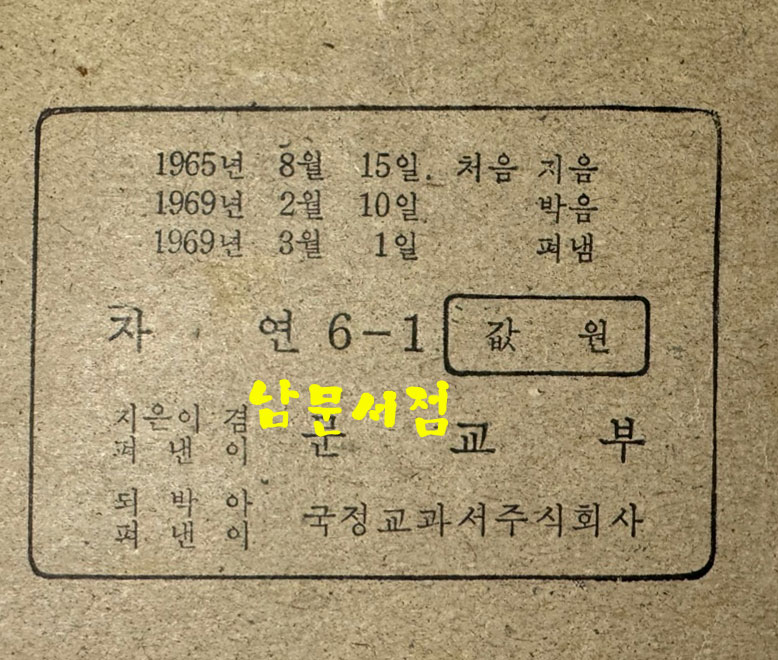 1965년 8월 15일 처음 지음
1969년 2월 10일 박음
1969년 3월 1일 펴냄
자 연 6-1 값 원
지은이 겸
펴 낸 이
문 교 부
남문서점
되 박 아
펴 낸 이
국정교과서주식회사